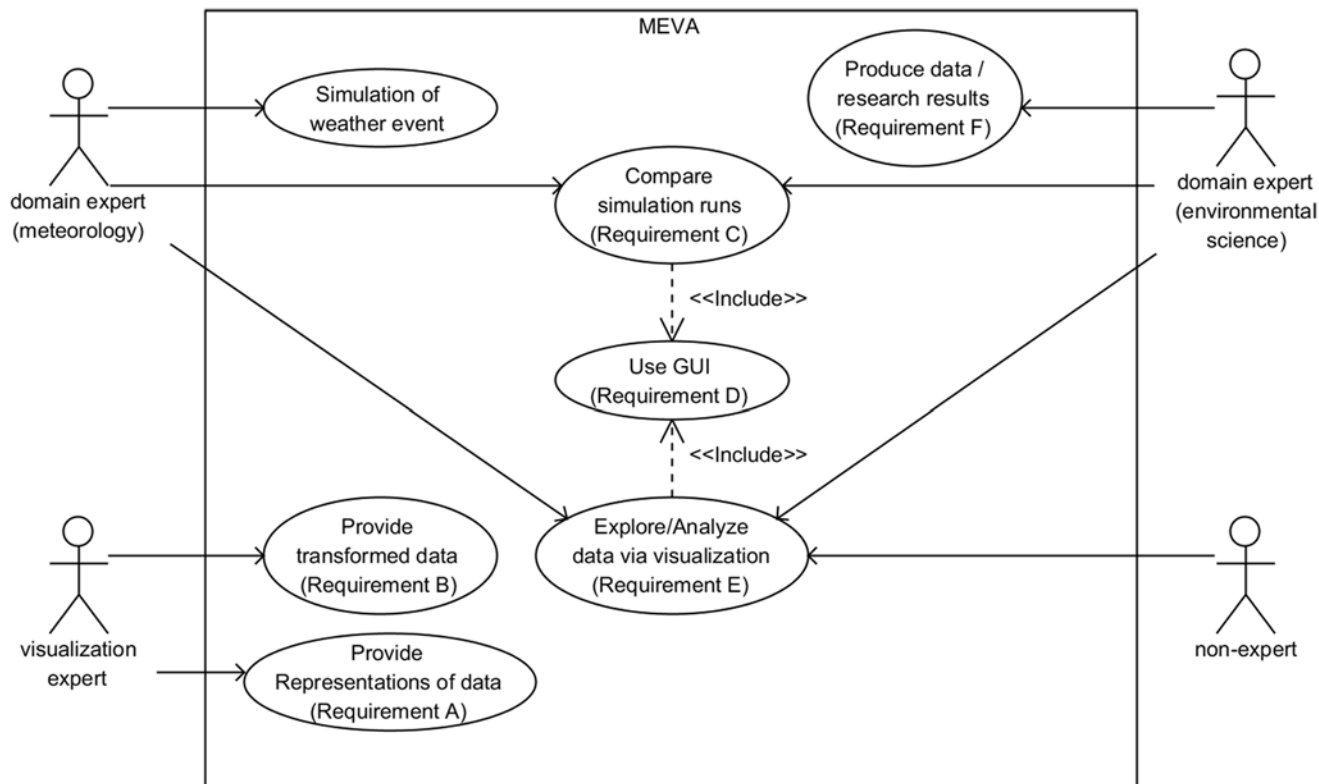 MEVA
Simulation of
weather event
Produce data /
research results
(Requirement F)
domain expert
(meteorology)
Compare
simulation runs
(Requirement C)
domain expert
(environmental
science)
<<Include>>
Use GUI
(Requirement D)
<<Include>>
Provide
transformed data
(Requirement B)
Explore/Analyze
data via visualization
(Requirement E)
visualization
expert
non-expert
Provide
Representations of data
(Requirement A)